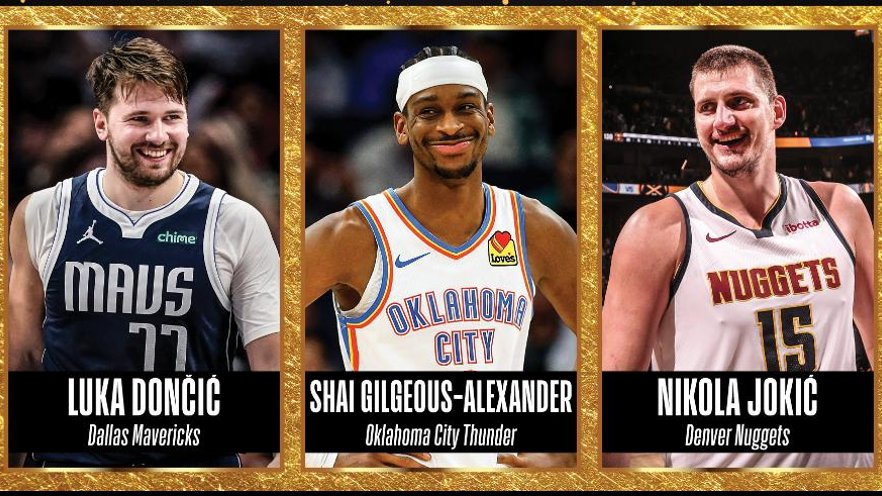 chime
MAVS
77
LUKA DONČIĆ
Dallas Mavericks
Love's
OKLAHOMA
CITY
SHAI GILGEOUS-ALEXANDER
Oklahoma City Thunder
ibotta
NUGGETS
15
NIKOLA JOKIĆ
Denver Nuggets